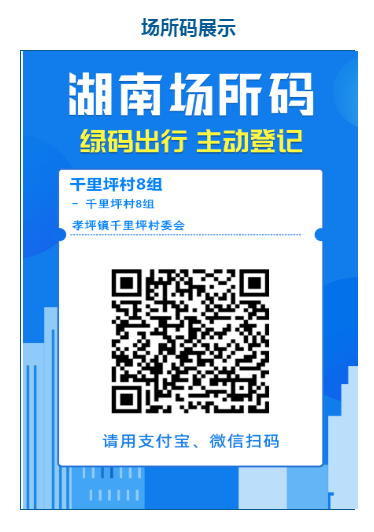 场所码展示
湖南场所码
绿码出行 主动登记
千里坪村8组
- 千里坪村8组
孝坪镇千里坪村委会
请用支付宝、微信扫码